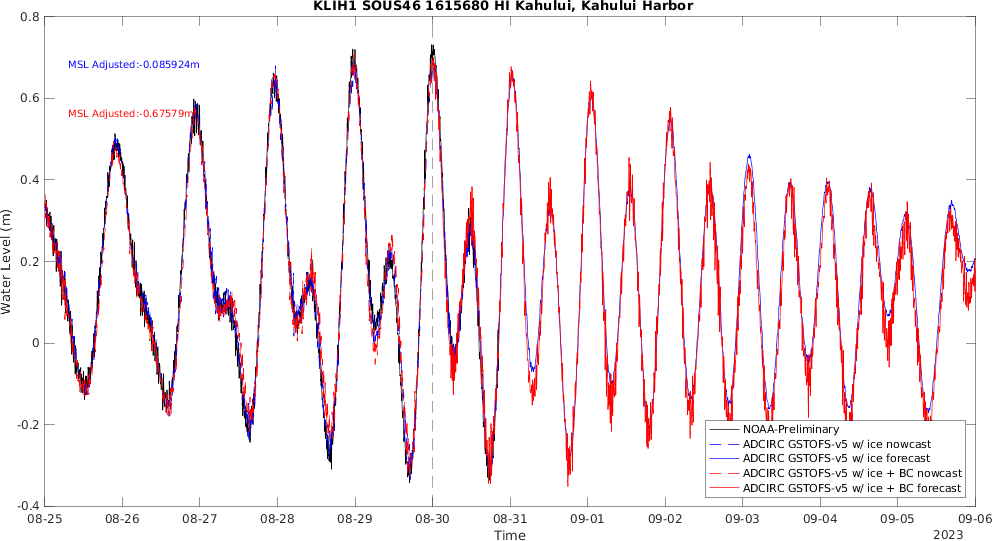 KLIH1 SOUS46 1615680 HI Kahului, Kahului Harbor
0.8
0.6
0.4
0.2
0
-0.2
-0.4
Water Level (m)
MSL Adjusted:-0.085924m
MSL Adjusted:-0.67579m
NOAA-Preliminary
ADCIRC GSTOFS-v5 w/ ice nowcast
ADCIRC GSTOFS-v5 w/ ice forecast
ADCIRC GSTOFS-v5 w/ ice + BC nowcast
ADCIRC GSTOFS-v5 w/ ice + BC forecast
08-25 08-26 08-27 08-28 08-29 08-30 08-31 09-01 09-02 09-03 09-04 09-05 09-06
Time
2023